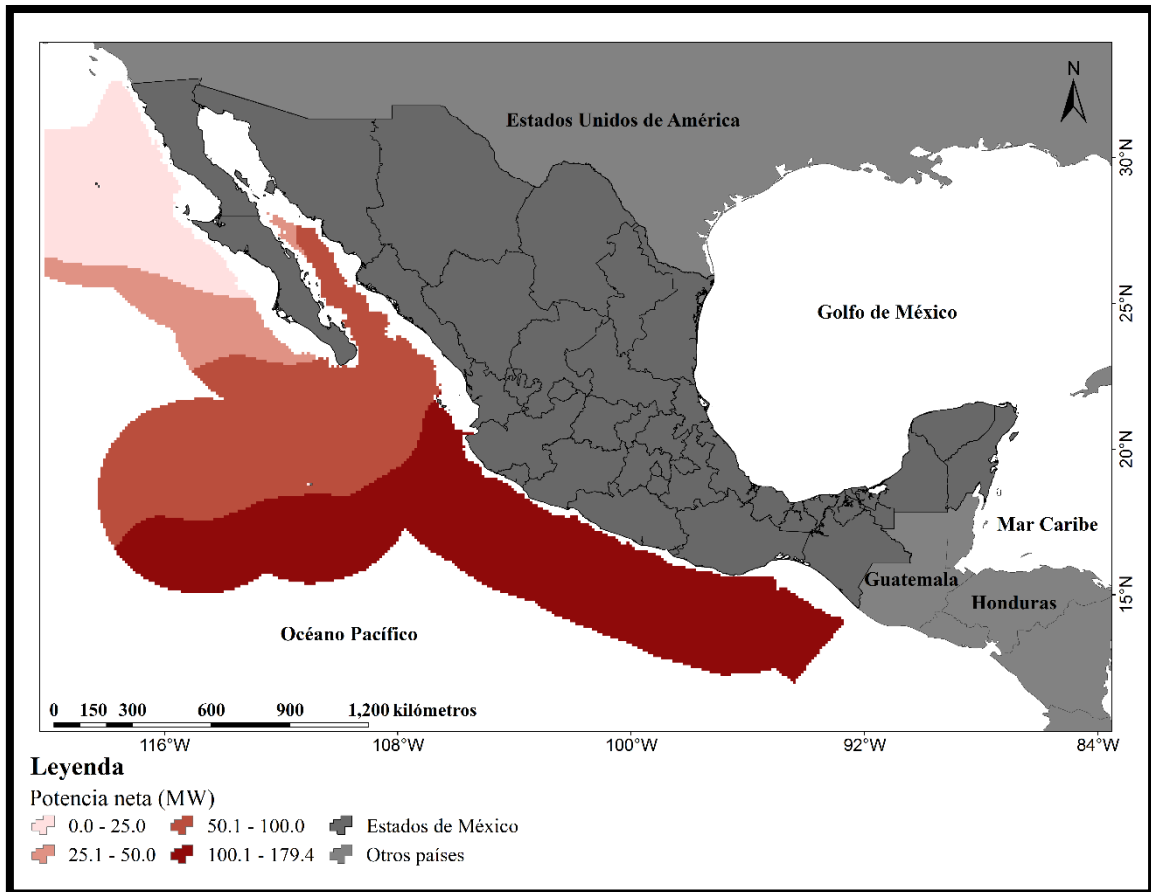 N
Estados Unidos de América
30°N
25°N
Golfo de México
20°N
Mar Caribe
Guatemala
15°N
Honduras
Océano Pacífico
0 150 300 600 900 1,200 kilómetros
116°W 108°W 100°W 92°W 84°W
Leyenda
Potencia neta (MW)
0.0 - 25.0 50.1 - 100.0 Estados de México
25.1 - 50.0 100.1 - 179.4 Otros países